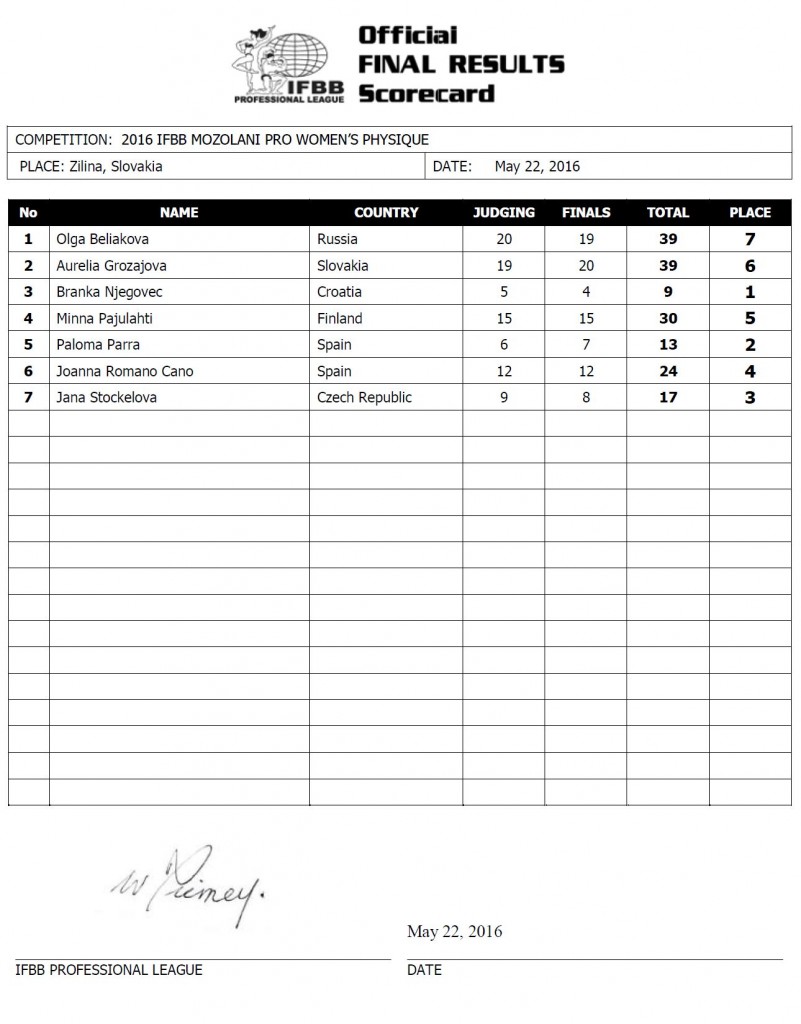 Official
FINAL RESULTS
Scorecard
IFBB
PROFESSIONAL LEAGUE
COMPETITION: 2016 IFBB MOZOLANI PRO WOMEN'S PHYSIQUE
PLACE: Zilina, Slovakia DATE: May 22, 2016
No NAME COUNTRY JUDGING FINALS TOTAL PLACE
1 Olga Beliakova Russia 20 19 39 7
2 Aurelia Grozajova Slovakia 19 20 39 6
3 Branka Njegovec Croatia 5 4 9 1
4 Minna Pajulahti Finland 15 15 30 5
5 Paloma Parra Spain 6 7 13 2
6 Joanna Romano Cano Spain 12 12 24 4
7 Jana Stockelova Czech Republic 9 8 17 3
May 22, 2016
IFBB PROFESSIONAL LEAGUE DATE